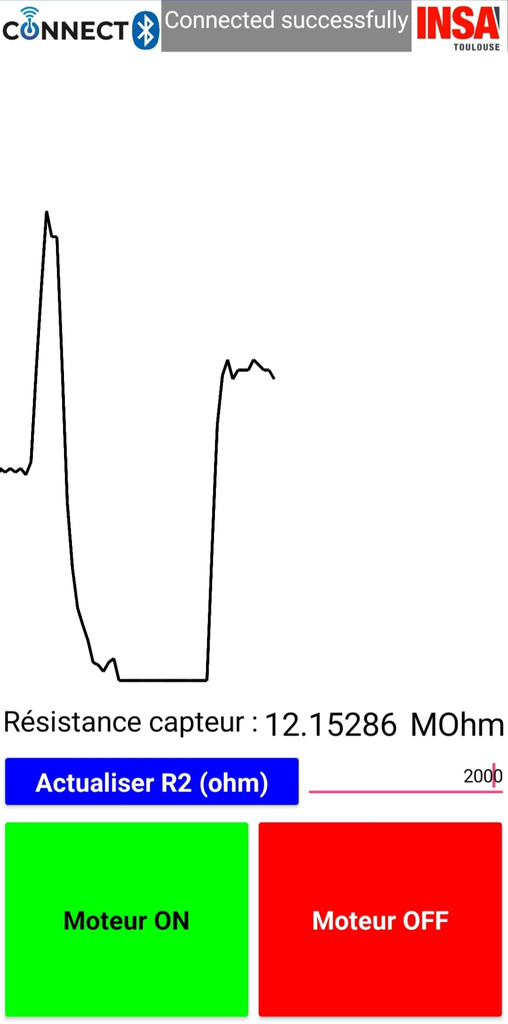 CONNECT
Connected successfully
INSA
TOULOUSE
Résistance capteur : 12.15286 MOhm
Actualiser R2 (ohm)
2000
Moteur ON
Moteur OFF